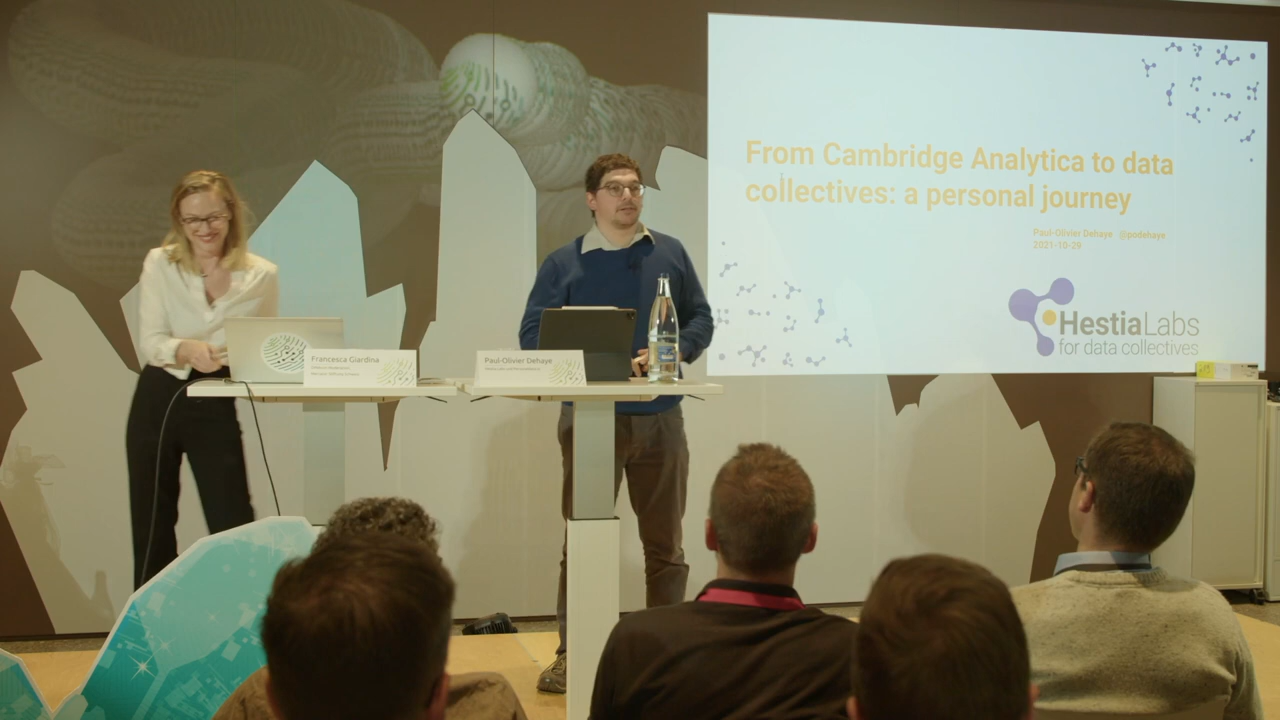 From Cambridge Analytica to data
collectives: a personal journey
Paul-Olivier Dehaye @podehaye
2021-10-29
HestiaLabs
for data collectives
Francesca Giardina
Paul-Olivier Dehaye